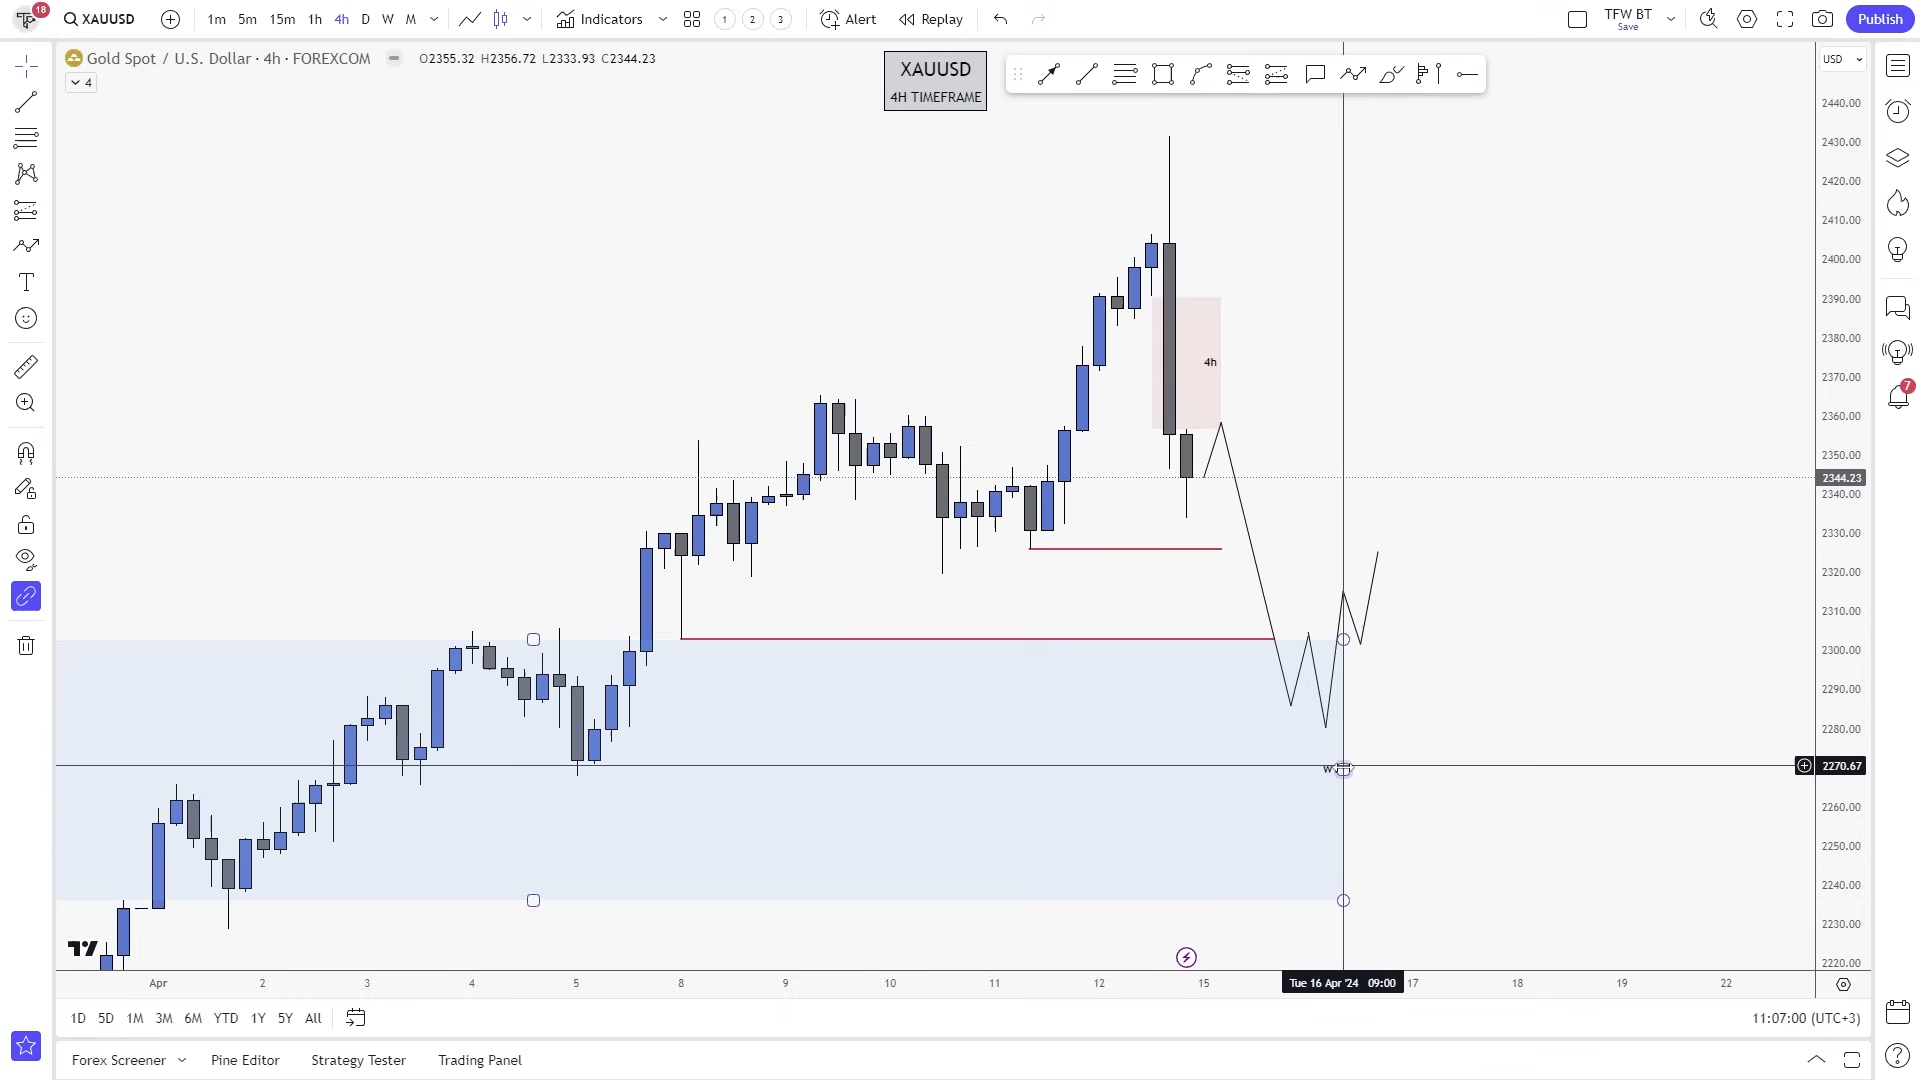 18
XAUUSD
1m 5m 15m 1h 4h D W M
Indicators
1 2 3
Alert
Replay
TFW BT
Save
Publish
Gold Spot / U.S. Dollar · 4h · FOREXCOM
O2355.32 H2356.72 L2333.93 C2344.23
4
XAUUSD
4H TIMEFRAME
USD
2440.00
2430.00
2420.00
2410.00
2400.00
2390.00
2380.00
2370.00
2360.00
2350.00
2344.23
2340.00
2330.00
2320.00
2310.00
2300.00
2290.00
2280.00
2270.67
2260.00
2250.00
2240.00
2230.00
2220.00
4h
7
Apr 2 3 4 5 8 9 10 11 12 15 Tue 16 Apr '24 09:00 17 18 19 22
1D 5D 1M 3M 6M YTD 1Y 5Y All
11:07:00 (UTC+3)
Forex Screener Pine Editor Strategy Tester Trading Panel